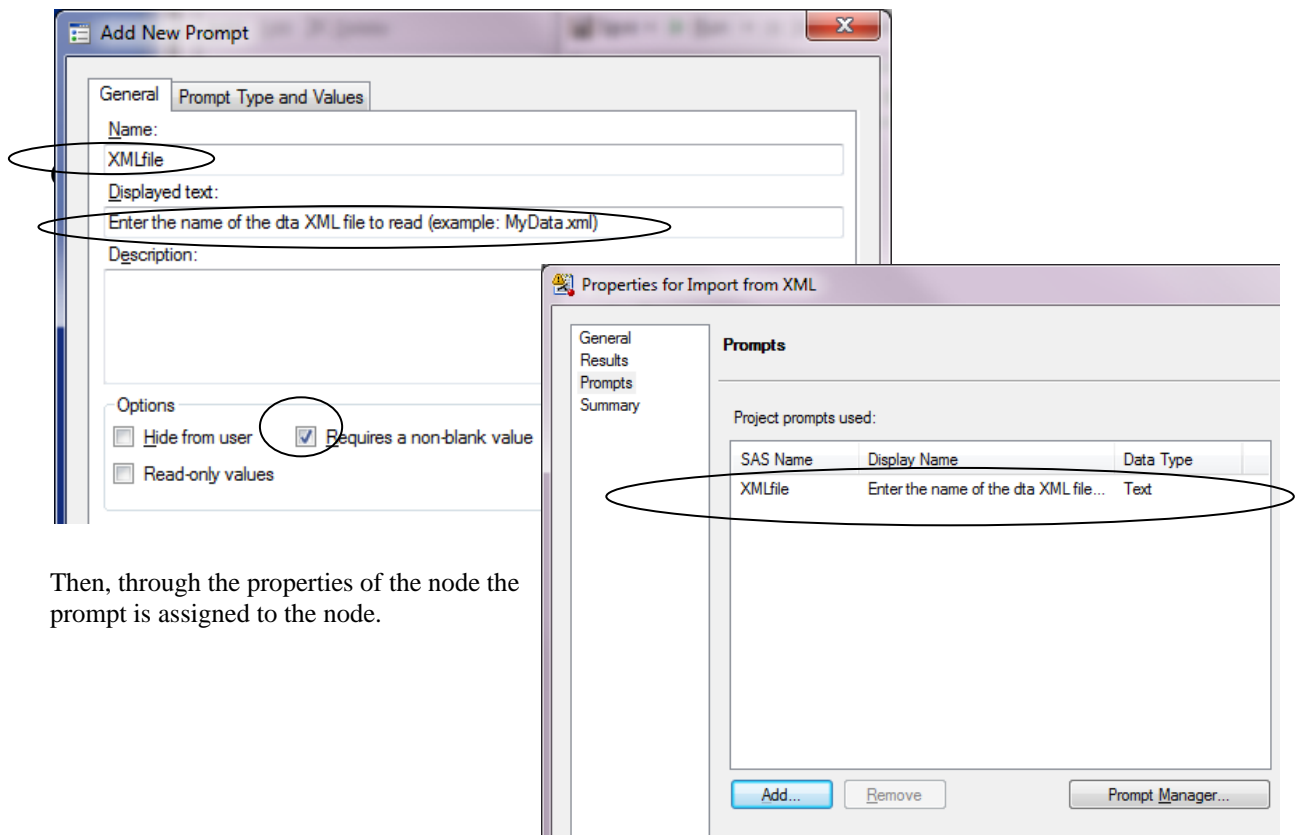 Add New Prompt
General
Prompt Type and Values
Name:
XMLfile
Displayed text:
Enter the name of the dta XML file to read (example: MyData.xml)
Description:
Options
Hide from user
Requires a non-blank value
Read-only values
Then, through the properties of the node the
prompt is assigned to the node.
Properties for Import from XML
General
Results
Prompts
Summary
Prompts
Project prompts used:
SAS Name Display Name Data Type
XMLfile Enter the name of the dta XML file... Text
Add... Remove Prompt Manager...